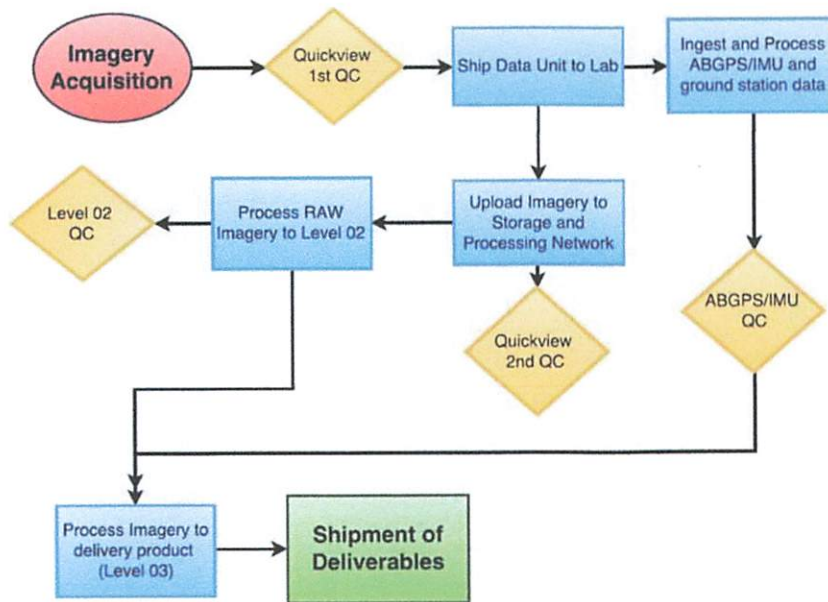 Imagery
Acquisition
Quickview
1st QC
Ship Data Unit to Lab
Ingest and Process
ABGPS/IMU and
ground station data
Level 02
QC
Process RAW
Imagery to Level 02
Upload Imagery to
Storage and
Processing Network
Quickview
2nd QC
ABGPS/IMU
QC
Process Imagery to
delivery product
(Level 03)
Shipment of
Deliverables